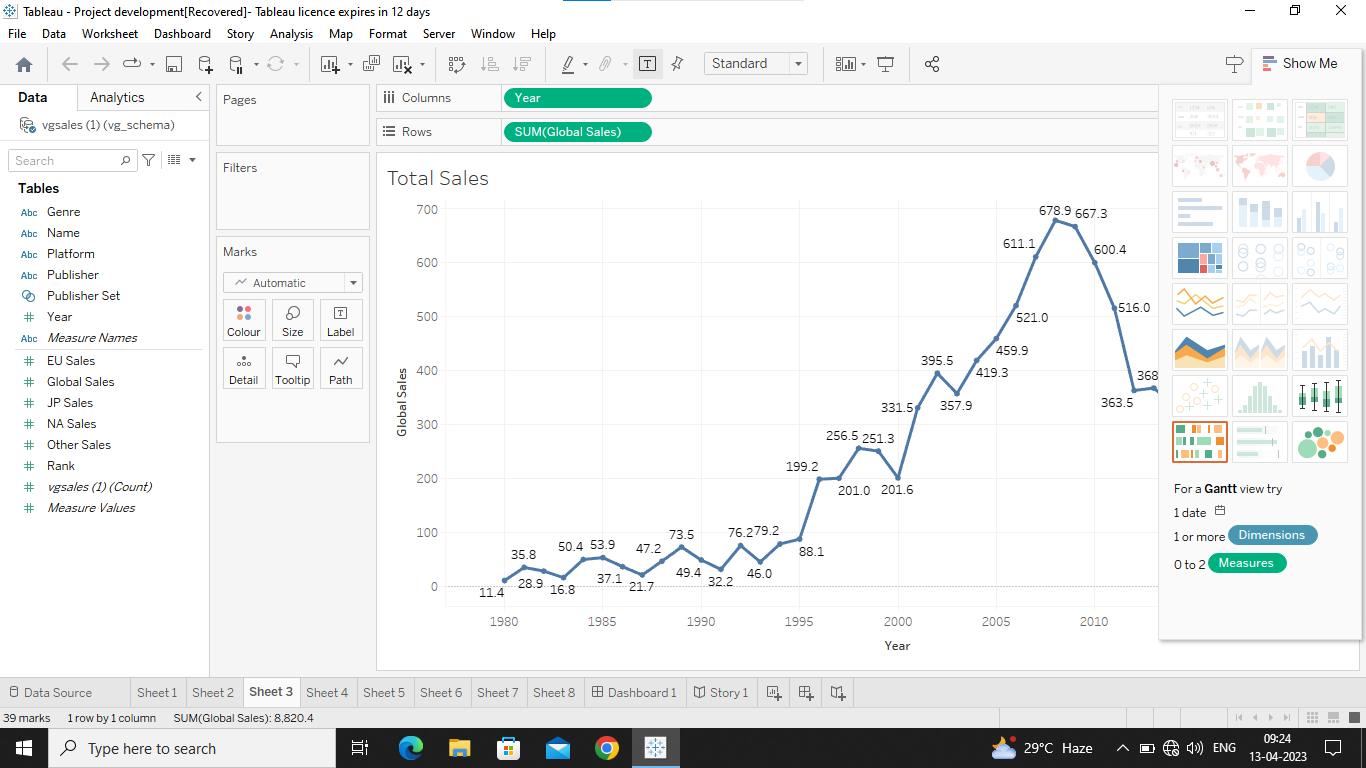 Tableau - Project development[Recovered]- Tableau licence expires in 12 days
File Data Worksheet Dashboard Story Analysis Map Format Server Window Help
Standard
Show Me
Data Analytics
vgsales (1) (vg_schema)
Search
Tables
Abc Genre
Abc Name
Abc Platform
Abc Publisher
Publisher Set
# Year
Abc Measure Names
# EU Sales
# Global Sales
# JP Sales
# NA Sales
# Other Sales
# Rank
# vgsales (1) (Count)
# Measure Values
Pages
Filters
Marks
Automatic
Colour Size Label
Detail Tooltip Path
Columns Year
Rows SUM(Global Sales)
Total Sales
Global Sales
700
600
500
400
300
200
100
0
11.4
35.8
28.9
16.8
50.4
53.9
37.1
21.7
47.2
73.5
49.4
32.2
76.2
46.0
79.2
88.1
199.2
201.0
256.5
251.3
201.6
331.5
395.5
357.9
419.3
459.9
521.0
611.1
678.9
667.3
600.4
516.0
363.5
368
1980 1985 1990 1995 2000 2005 2010
Year
For a Gantt view try
1 date
1 or more Dimensions
0 to 2 Measures
Data Source Sheet 1 Sheet 2 Sheet 3 Sheet 4 Sheet 5 Sheet 6 Sheet 7 Sheet 8 Dashboard 1 Story 1
39 marks 1 row by 1 column SUM(Global Sales): 8,820.4
Type here to search
29°C Haze
ENG
09:24
13-04-2023